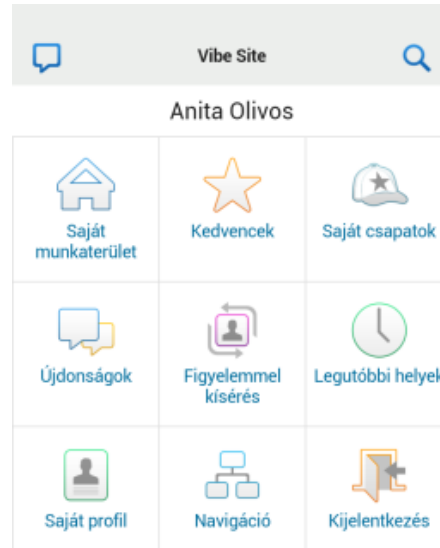 Vibe Site
Anita Olivos
Saját
munkaterület
Kedvencek
Saját csapatok
Újdonságok
Figyelemmel
kísérés
Legutóbbi helyek
Saját profil
Navigáció
Kijelentkezés